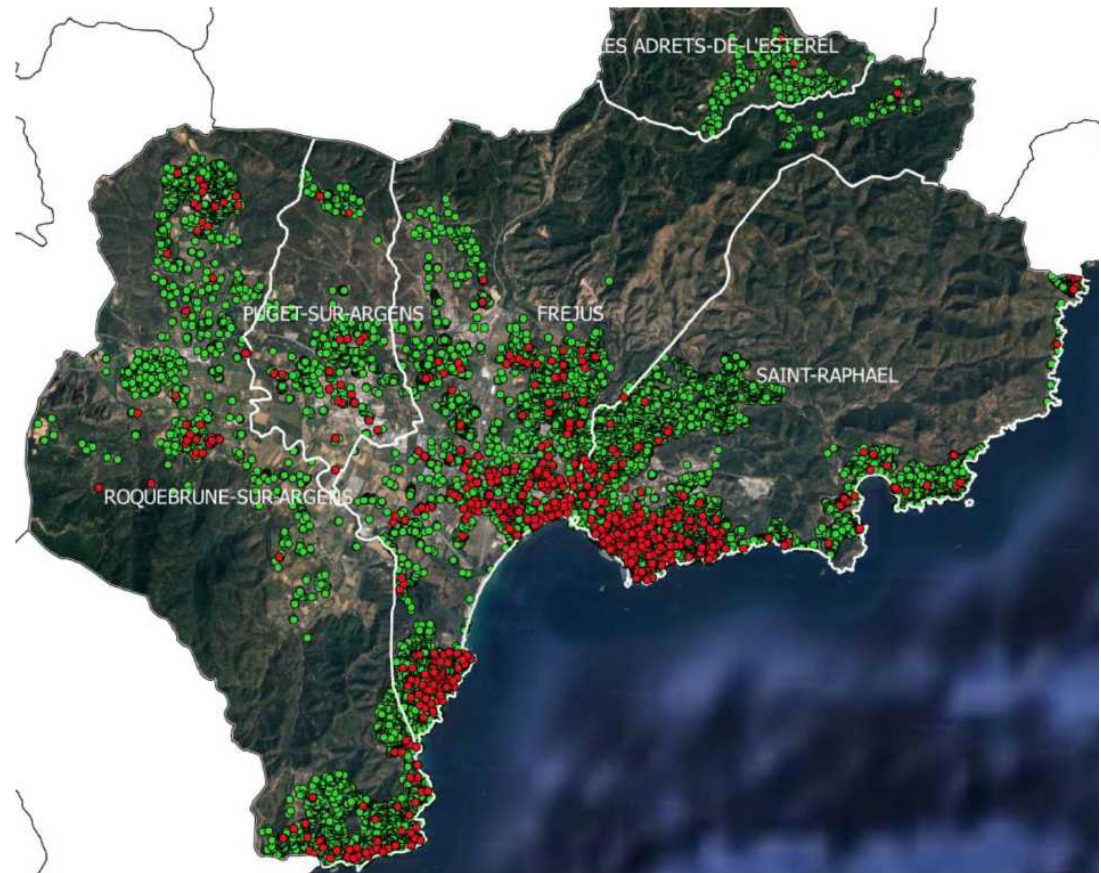 LES ADRETS-DE-L'ESTEREL
PUGET-SUR-ARGENS
FREJUS
SAINT-RAPHAEL
ROQUEBRUNE-SUR-ARGENS